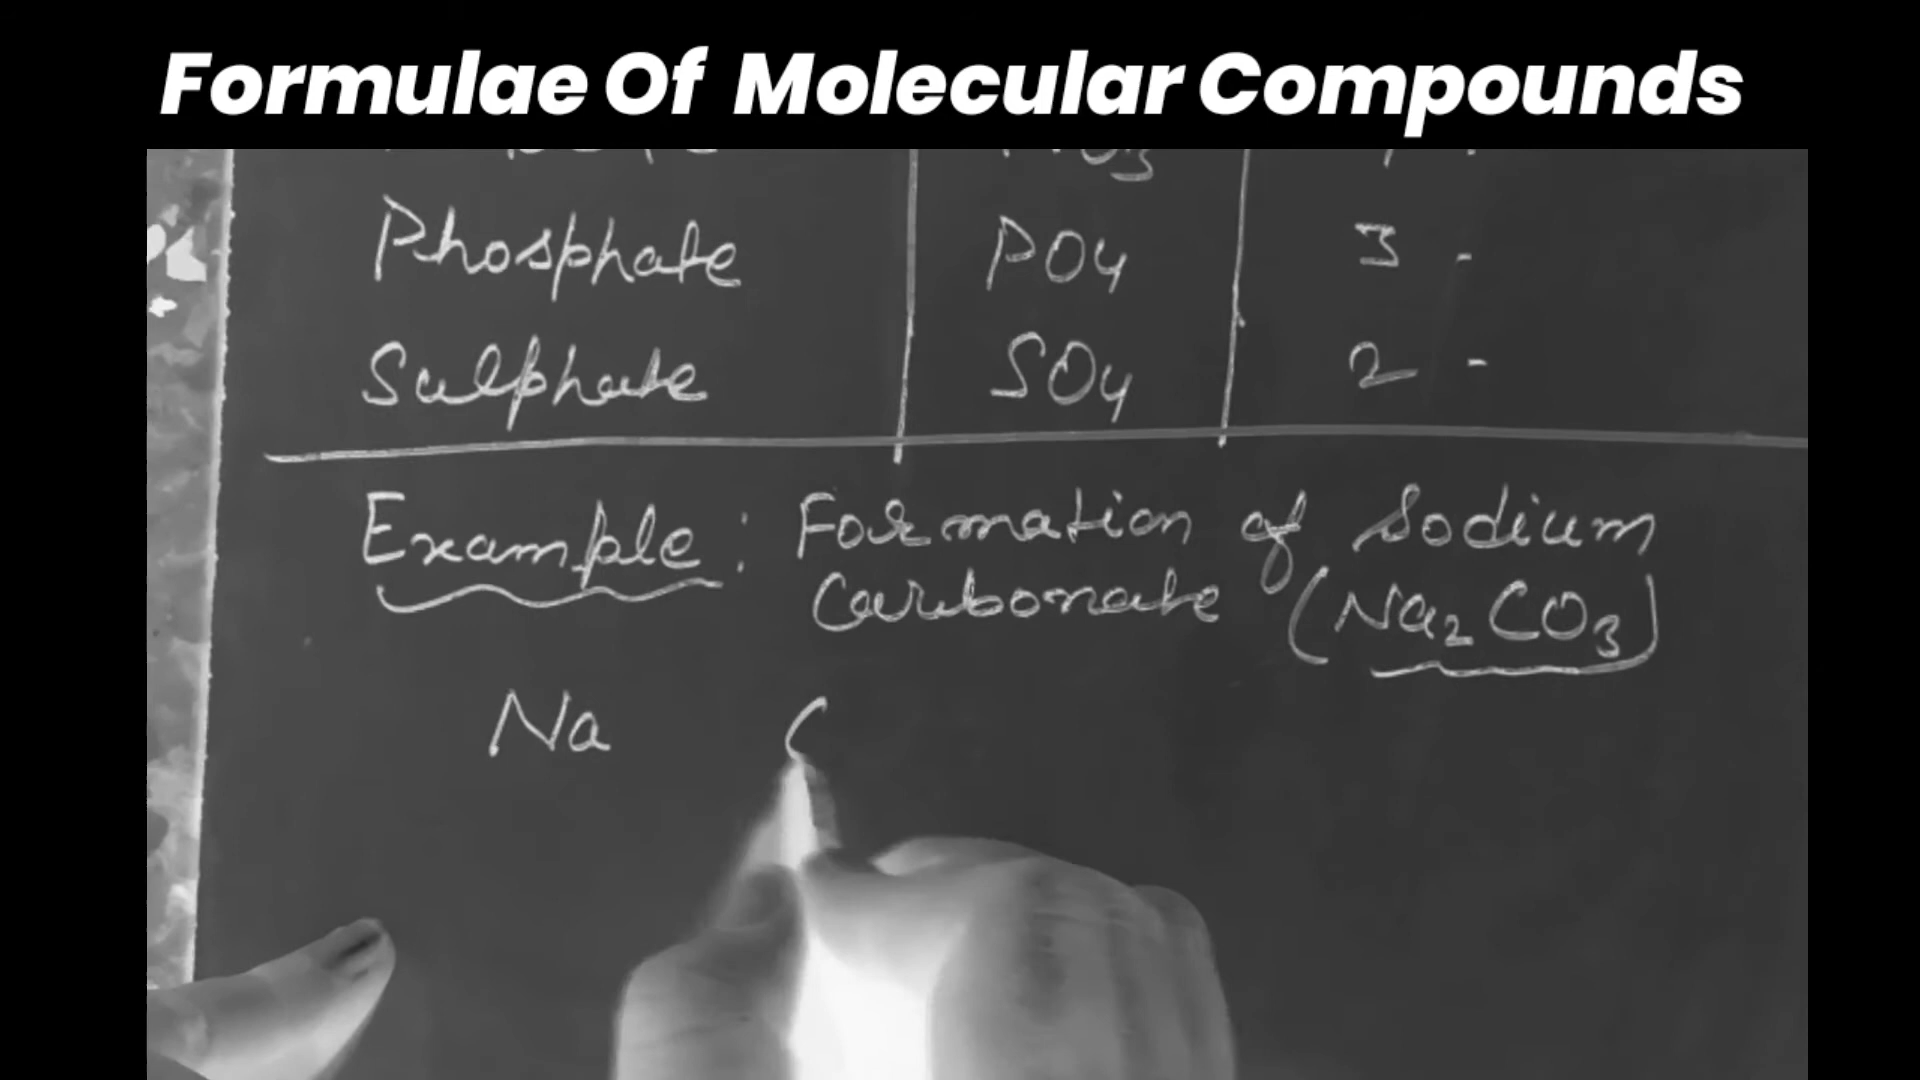 Formulae Of Molecular Compounds
Phosphate PO4 3 -
Sulphate SO4 2 -
Example : Formation of Sodium
Carbonate (Na2CO3)
Na C